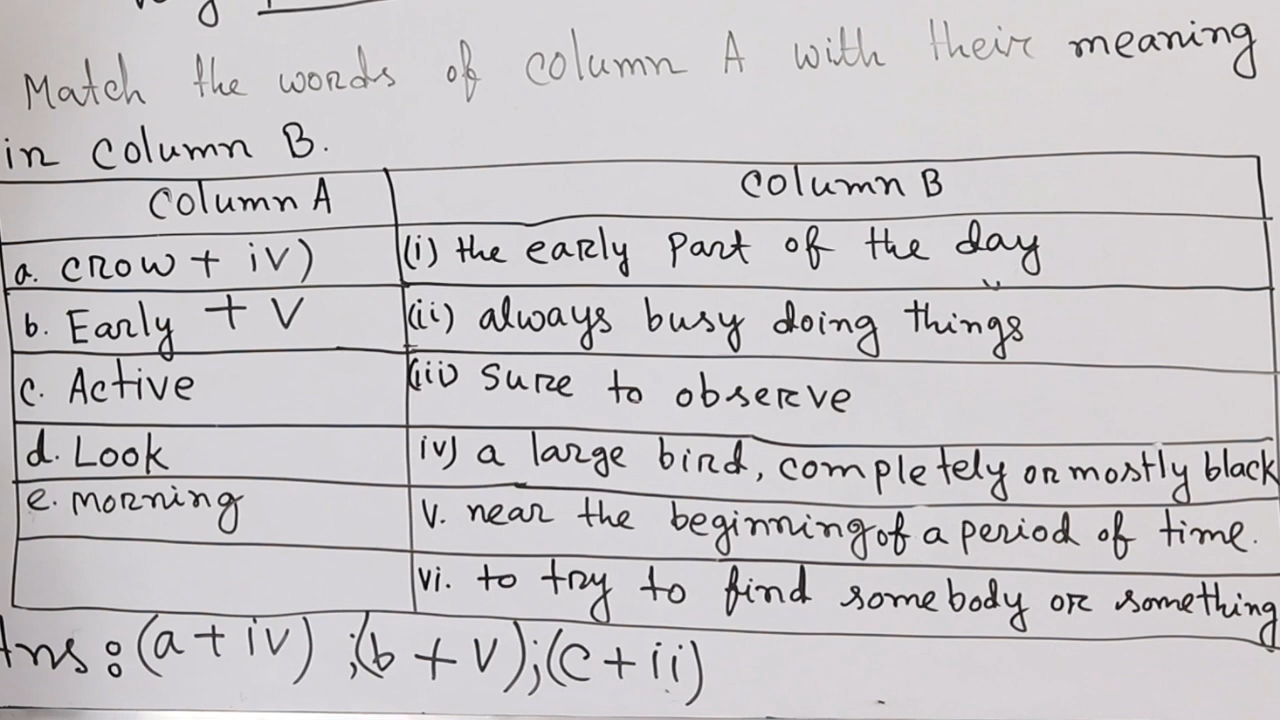 Match the words of column A with their meaning
in column B.
Column A Column B
a. crow + iv) (i) the early part of the day
b. Early + V (ii) always busy doing things
c. Active (iii) sure to observe
d. Look iv) a large bird, completely or mostly black
e. morning v. near the beginning of a period of time.
vi. to try to find somebody or something
Ans : (a + iv) ; (b + v); (c + ii)